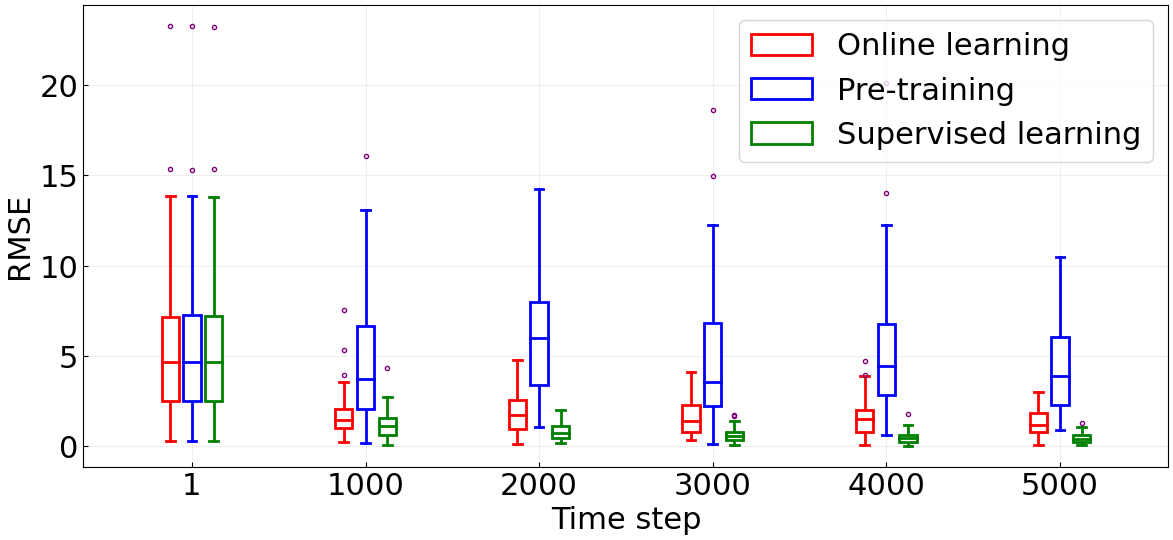 RMSE
20
15
10
5
0
Online learning
Pre-training
Supervised learning
1 1000 2000 3000 4000 5000
Time step